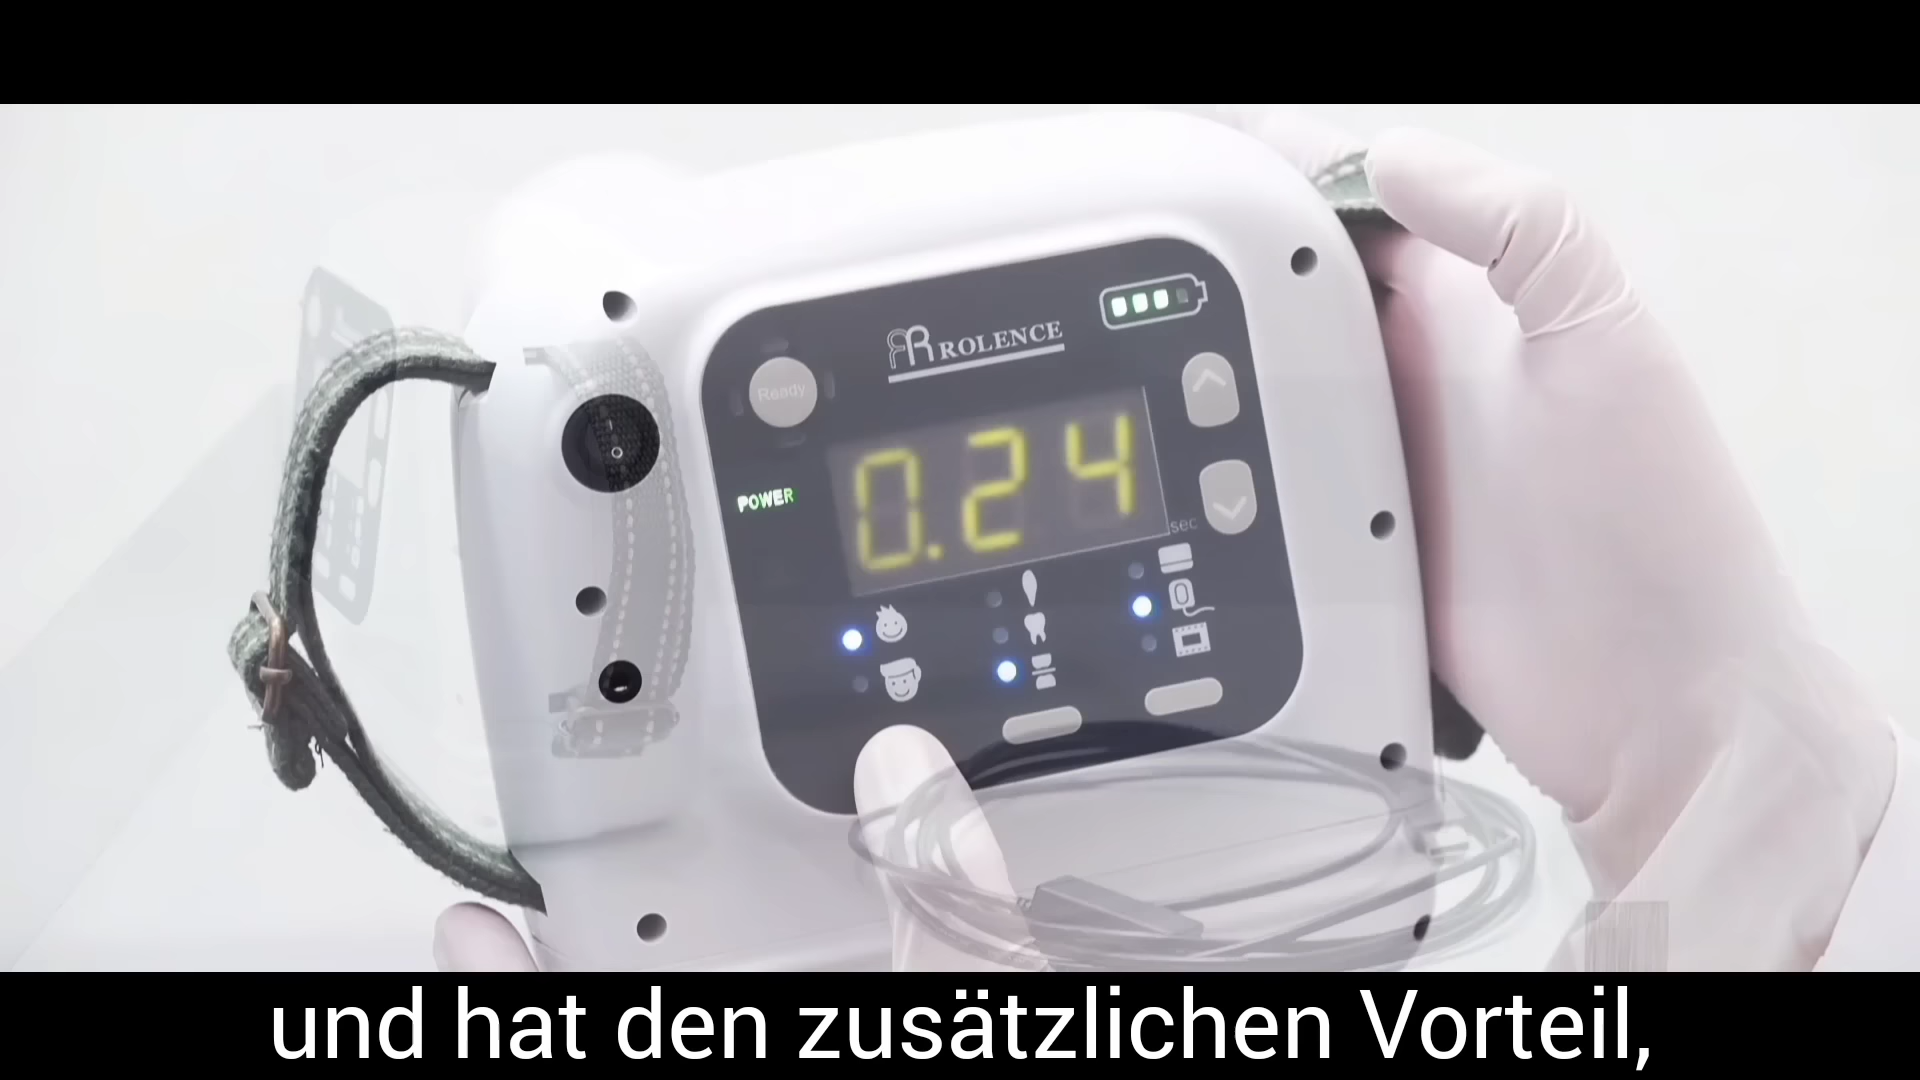 ROLENCE
Ready
POWER
0.24
sec
und hat den zusätzlichen Vorteil,